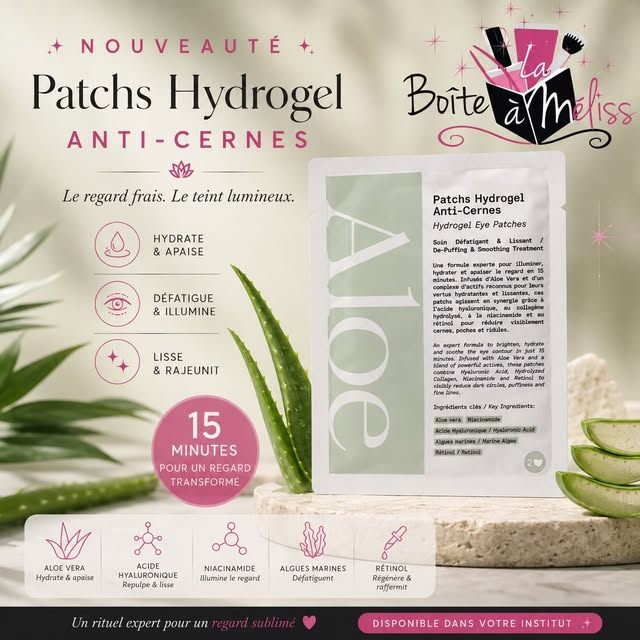 NOUVEAUTÉ
Patchs Hydrogel
ANTI-CERNES
Le regard frais. Le teint lumineux.
La
Boîte
à Méliss
HYDRATE
& APAISE
DÉFATIGUE
& ILLUMINE
LISSE
& RAJEUNIT
15
MINUTES
POUR UN REGARD
TRANSFORMÉ
Aloe
Patchs Hydrogel
Anti-Cernes
Hydrogel Eye Patches
Soin Défatigant & Lissant /
De-Puffing & Smoothing Treatment
Une formule experte pour illuminer,
hydrater et apaiser le regard en 15
minutes. Infusés d'Aloe Vera et d'un
complexe d'actifs reconnus pour leurs
vertus hydratantes et lissantes, ces
patchs agissent en synergie grâce à
l'acide hyaluronique, au collagène
hydrolysé, à la niacinamide et au
rétinol pour réduire visiblement
cernes, poches et ridules.
An expert formula to brighten, hydrate
and soothe the eye contour in just 15
minutes. Infused with Aloe Vera and a
blend of powerful actives, these patches
combine Hyaluronic Acid, Hydrolyzed
Collagen, Niacinamide and Retinol to
visibly reduce dark circles, puffiness and
fine lines.
Ingrédients clés / Key Ingredients:
Aloe vera Niacinamide
Acide Hyaluronique / Hyaluronic Acid
Algues marines / Marine Algae
Rétinol / Retinol
2
ALOE VERA
Hydrate & apaise
ACIDE
HYALURONIQUE
Repulpe & lisse
NIACINAMIDE
Illumine le regard
ALGUES MARINES
Défatiguent
RÉTINOL
Régénère &
raffermit
Un rituel expert pour un regard sublimé
DISPONIBLE DANS VOTRE INSTITUT